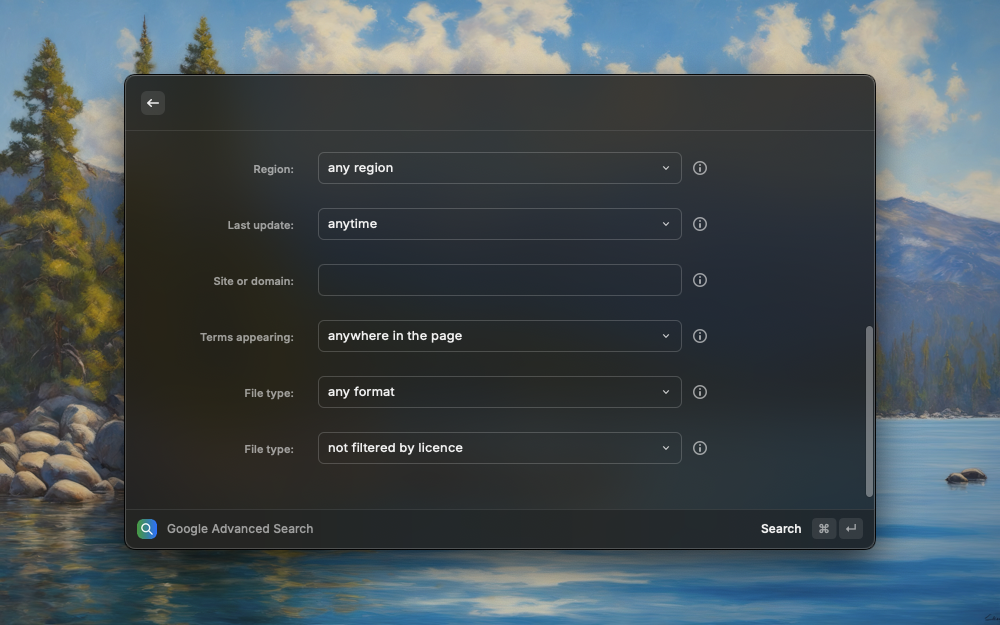 Region: any region
Last update: anytime
Site or domain:
Terms appearing: anywhere in the page
File type: any format
File type: not filtered by licence
Google Advanced Search
Search ⌘ ↵